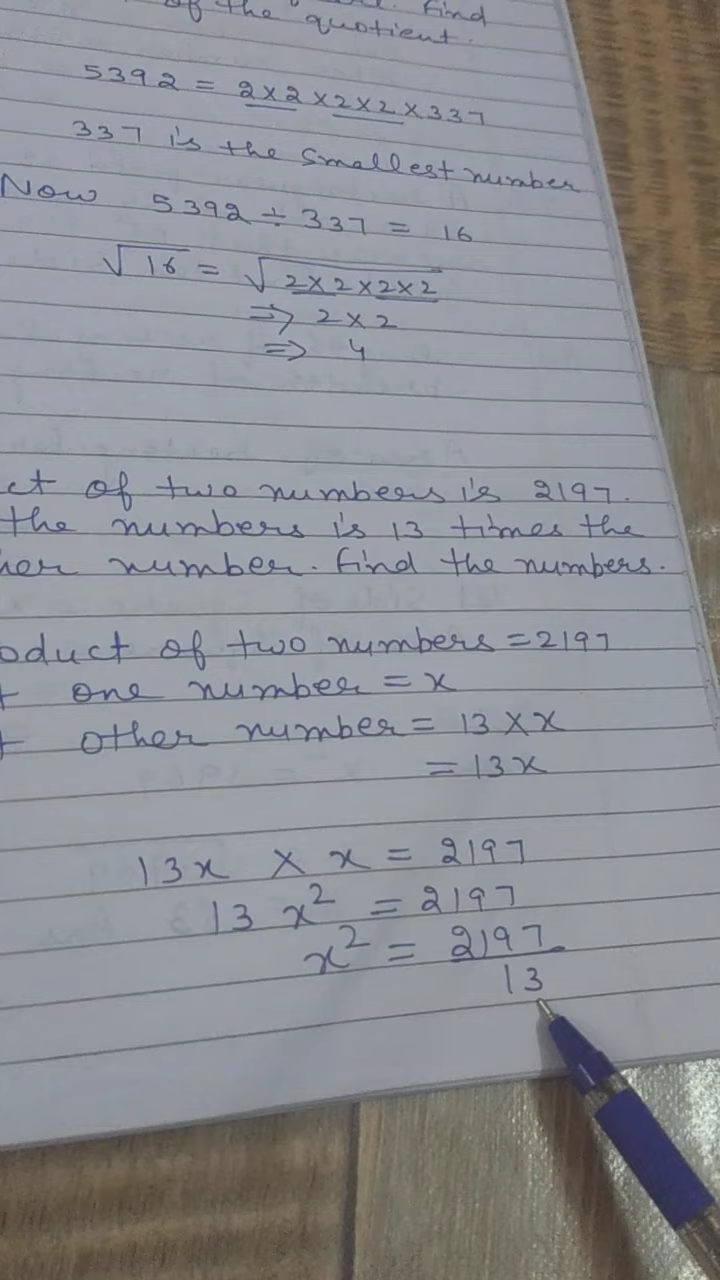 Find
of the quotient.
5392 = 2×2×2×2×337
337 is the smallest number
Now 5392 ÷ 337 = 16
√16 = √2×2×2×2
⇒ 2×2
⇒ 4
ct of two numbers is 2197.
the numbers is 13 times the
her number. Find the numbers.
oduct of two numbers = 2197
t one number = x
t other number = 13 × x
= 13x
13x × x = 2197
13 x² = 2197
x² = 2197
13